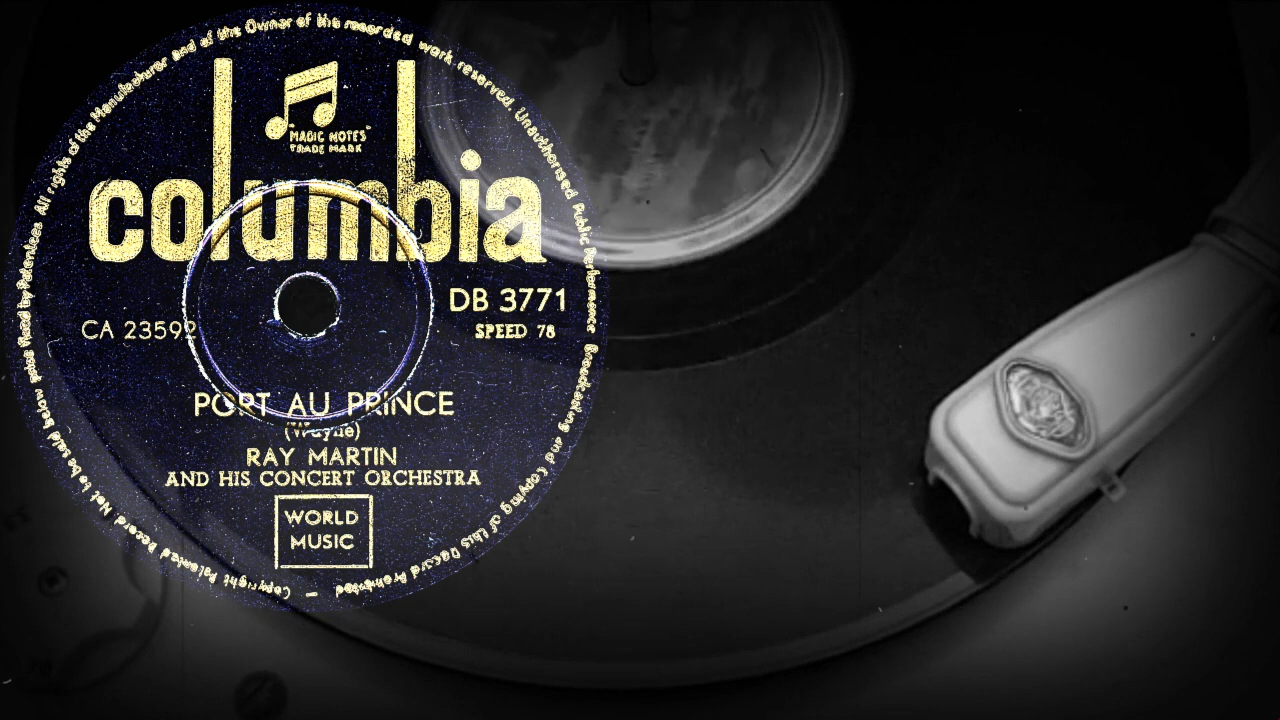 All rights of the Manufacturer and of the Owner of the recorded work reserved. Unauthorised Public Performance Broadcasting and Copying of this Record Prohibited — Copyright Patented Record Not to be sold below price fixed by Patentees
"MAGIC NOTES"
TRADE MARK
columbia
DB 3771
CA 23592
SPEED 78
PORT AU PRINCE
(Wayne)
RAY MARTIN
AND HIS CONCERT ORCHESTRA
WORLD
MUSIC